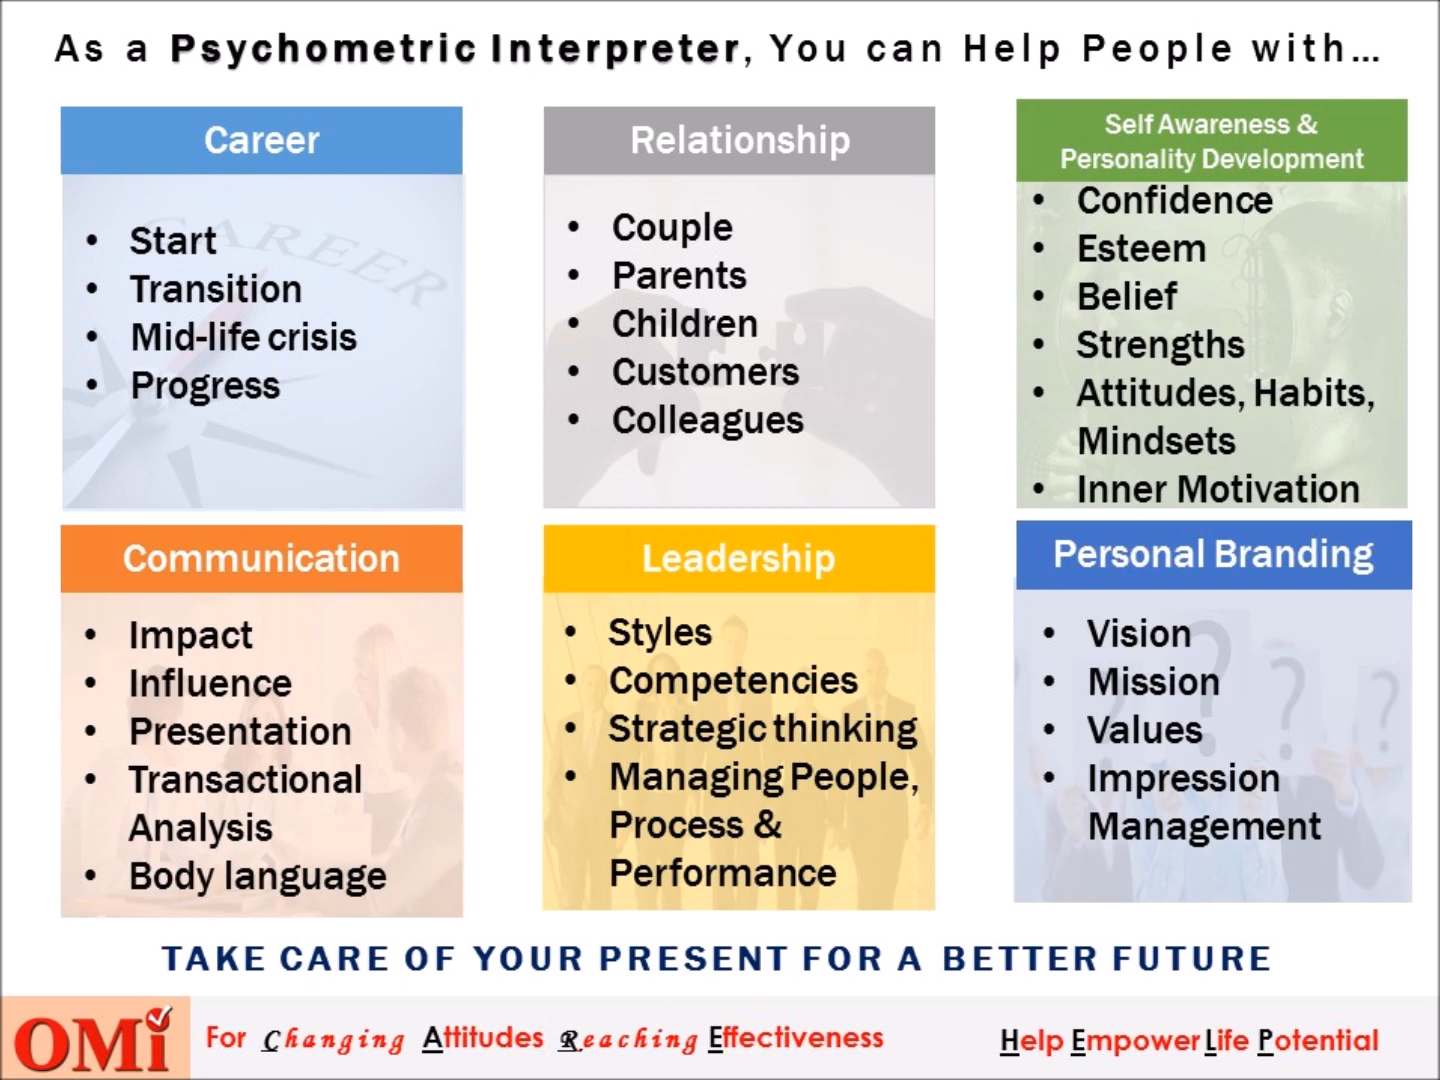 As a Psychometric Interpreter, You can Help People with...
Career
• Start
• Transition
• Mid-life crisis
• Progress
CAREER
Relationship
• Couple
• Parents
• Children
• Customers
• Colleagues
Self Awareness &
Personality Development
• Confidence
• Esteem
• Belief
• Strengths
• Attitudes, Habits,
Mindsets
• Inner Motivation
Communication
• Impact
• Influence
• Presentation
• Transactional
Analysis
• Body language
Leadership
• Styles
• Competencies
• Strategic thinking
• Managing People,
Process &
Performance
Personal Branding
• Vision
• Mission
• Values
• Impression
Management
? ? ?
TAKE CARE OF YOUR PRESENT FOR A BETTER FUTURE
OMi
For Changing Attitudes Reaching Effectiveness
Help Empower Life Potential